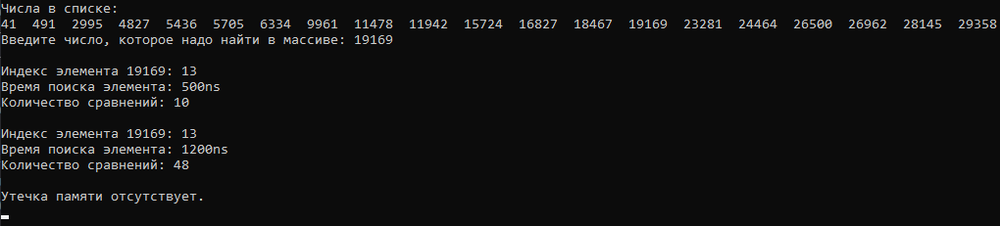 Числа в списке:
41 491 2995 4827 5436 5705 6334 9961 11478 11942 15724 16827 18467 19169 23281 24464 26500 26962 28145 29358
Введите число, которое надо найти в массиве: 19169
Индекс элемента 19169: 13
Время поиска элемента: 500ns
Количество сравнений: 10
Индекс элемента 19169: 13
Время поиска элемента: 1200ns
Количество сравнений: 48
Утечка памяти отсутствует.